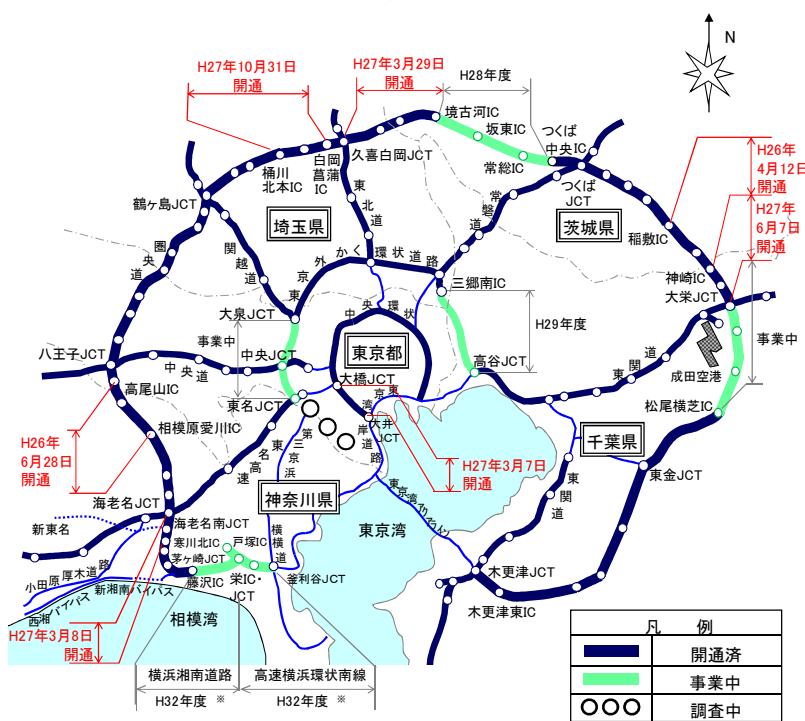 N
H27年10月31日
開通
H27年3月29日
開通
H28年度
境古河IC
坂東IC
常総IC
つくば
中央IC
つくば
JCT
H26年
4月12日
開通
H27年
6月7日
開通
久喜白岡JCT
白岡
菖蒲
IC
桶川
北本IC
鶴ヶ島JCT
東北道
常磐道
埼玉県
茨城県
稲敷IC
神崎IC
大栄JCT
圏央道
関越道
東京外かく環状道路
三郷南IC
中央環状
大泉JCT
事業中
東京都
H29年度
事業中
東関道
成田空港
八王子JCT
中央道
中央JCT
高尾山IC
大橋JCT
高谷JCT
東名JCT
東京湾岸道路
大井
JCT
松尾横芝IC
相模原愛川IC
H26年
6月28日
開通
東名高速
第三京浜
H27年3月7日
開通
千葉県
東金JCT
海老名JCT
神奈川県
東関道
東京湾
新東名
海老名南JCT
寒川北IC
戸塚IC
茅ヶ崎JCT
横横道
東京湾アクアライン
小田原厚木道路
藤沢IC
栄IC・
JCT
釜利谷JCT
木更津JCT
木更津東IC
西湘バイパス
新湘南バイパス
相模湾
H27年3月8日
開通
横浜湘南道路
高速横浜環状南線
H32年度 ※
H32年度 ※
凡 例
開通済
事業中
調査中